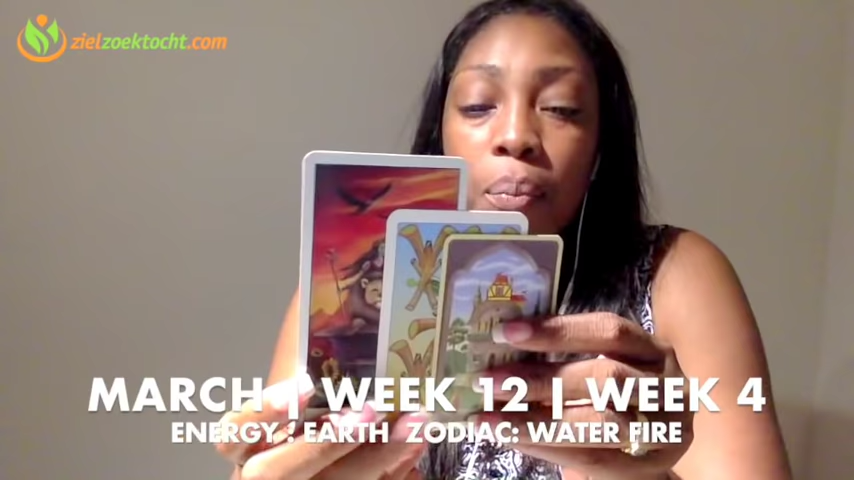 zielzoektocht.com
MARCH | WEEK 12 | WEEK 4
ENERGY : EARTH ZODIAC: WATER FIRE